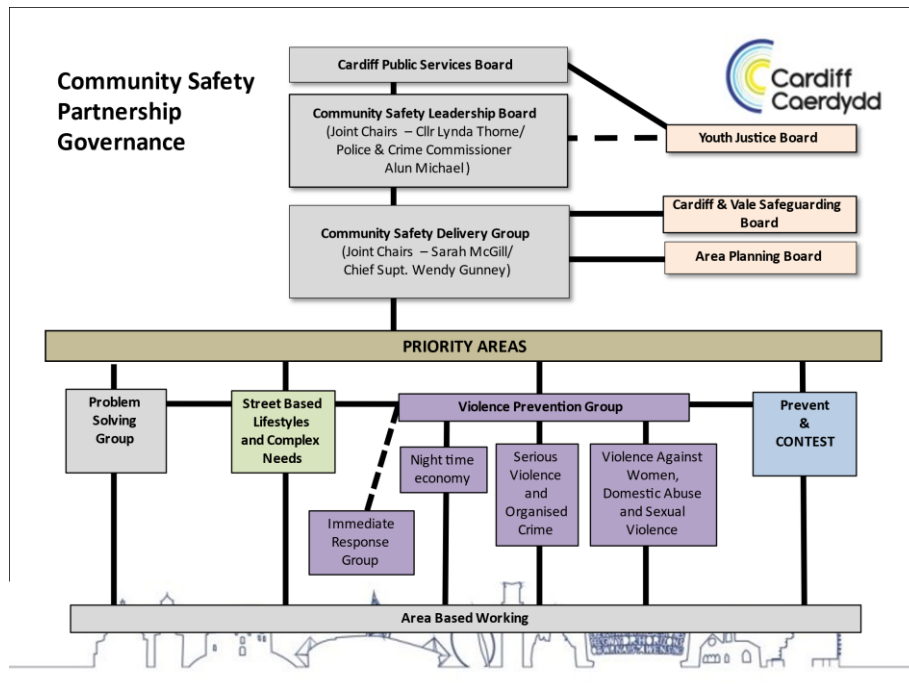 Community Safety
Partnership
Governance
Cardiff Public Services Board
Cardiff
Caerdydd
Community Safety Leadership Board
(Joint Chairs – Cllr Lynda Thorne/
Police & Crime Commissioner
Alun Michael)
Youth Justice Board
Community Safety Delivery Group
(Joint Chairs – Sarah McGill/
Chief Supt. Wendy Gunney)
Cardiff & Vale Safeguarding
Board
Area Planning Board
PRIORITY AREAS
Problem
Solving
Group
Street Based
Lifestyles
and Complex
Needs
Violence Prevention Group
Prevent
&
CONTEST
Immediate
Response
Group
Night time
economy
Serious
Violence
and
Organised
Crime
Violence Against
Women,
Domestic Abuse
and Sexual
Violence
Area Based Working